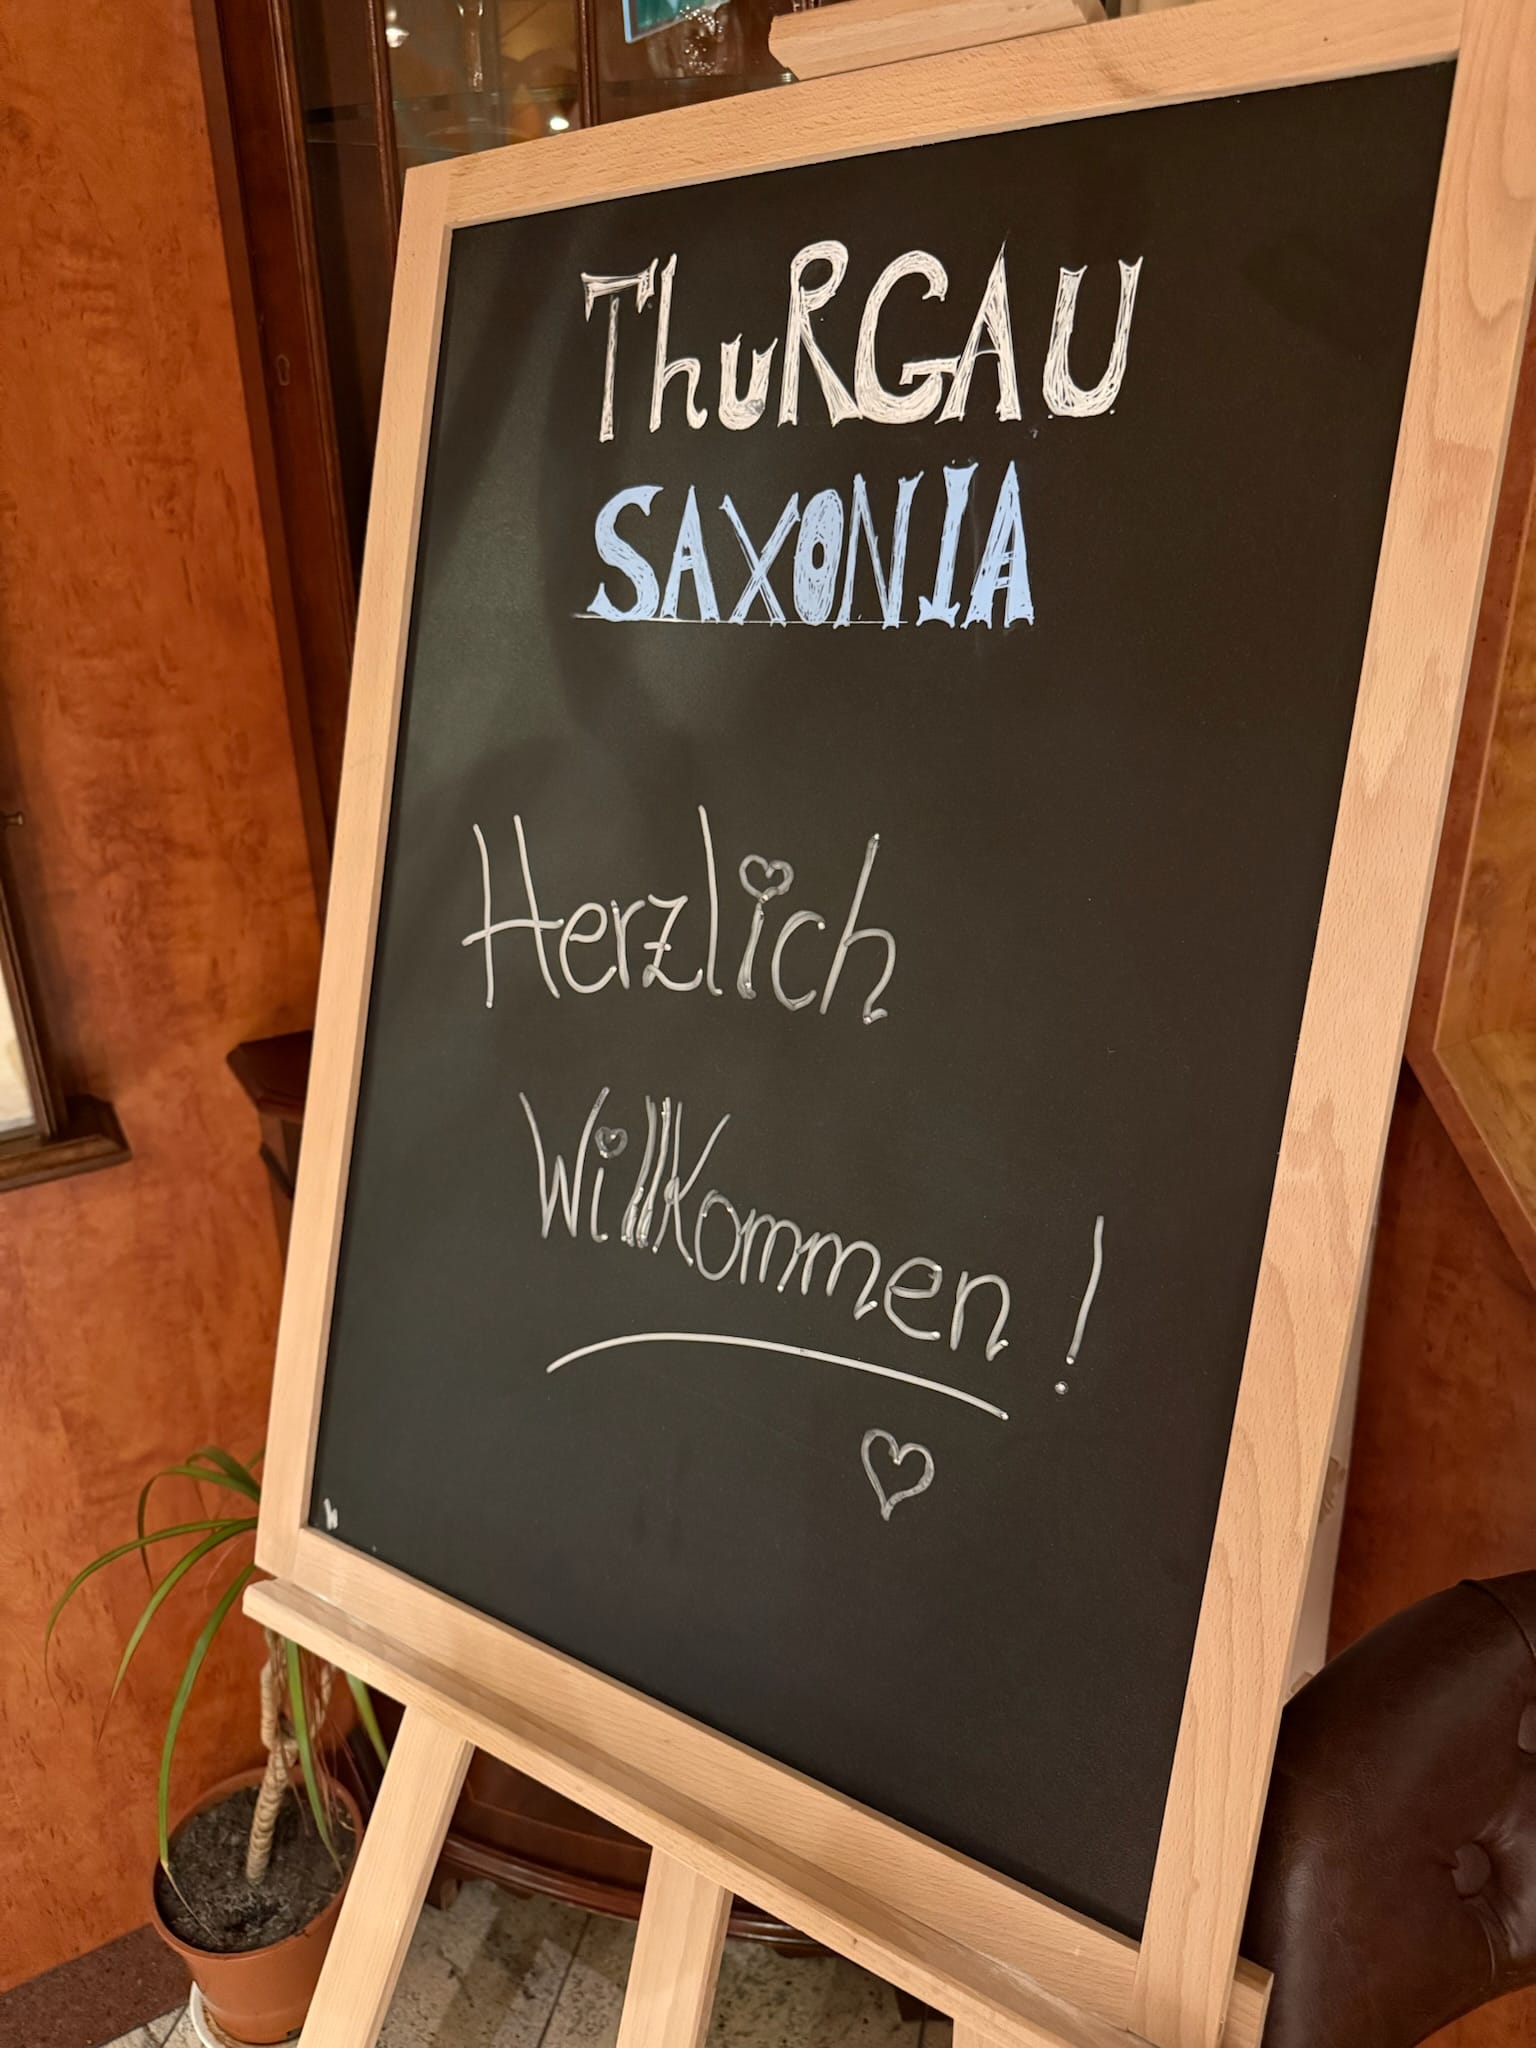 ThuRGAU
SAXONIA
Herzlich
Willkommen !